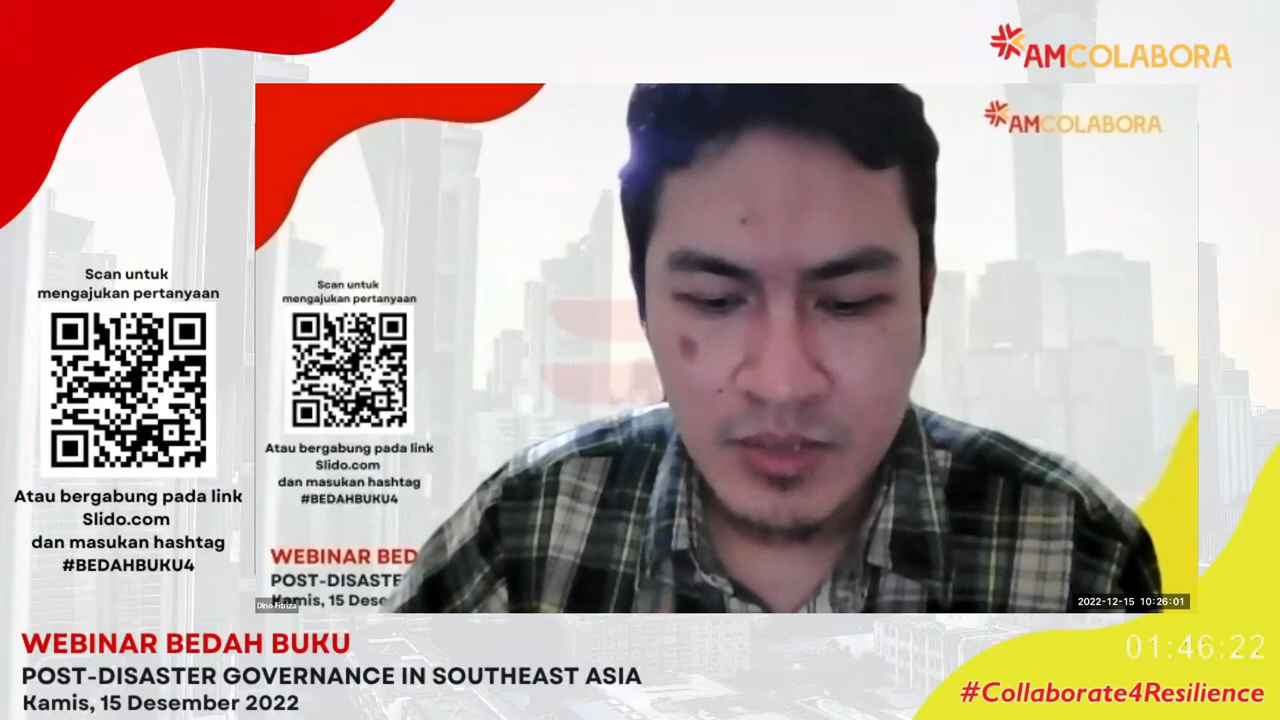 AMCOLABORA
AMCOLABORA
Scan untuk
mengajukan pertanyaan
Atau bergabung pada link
Slido.com
dan masukan hashtag
#BEDAHBUKU4
Scan untuk
mengajukan pertanyaan
Atau bergabung pada link
Slido.com
dan masukan hashtag
#BEDAHBUKU4
WEBINAR BED
POST-DISASTE
Kamis, 15 Dese
Dino Fitriza
2022-12-15 10:26:01
WEBINAR BEDAH BUKU
POST-DISASTER GOVERNANCE IN SOUTHEAST ASIA
Kamis, 15 Desember 2022
01:46:22
#Collaborate4Resilience